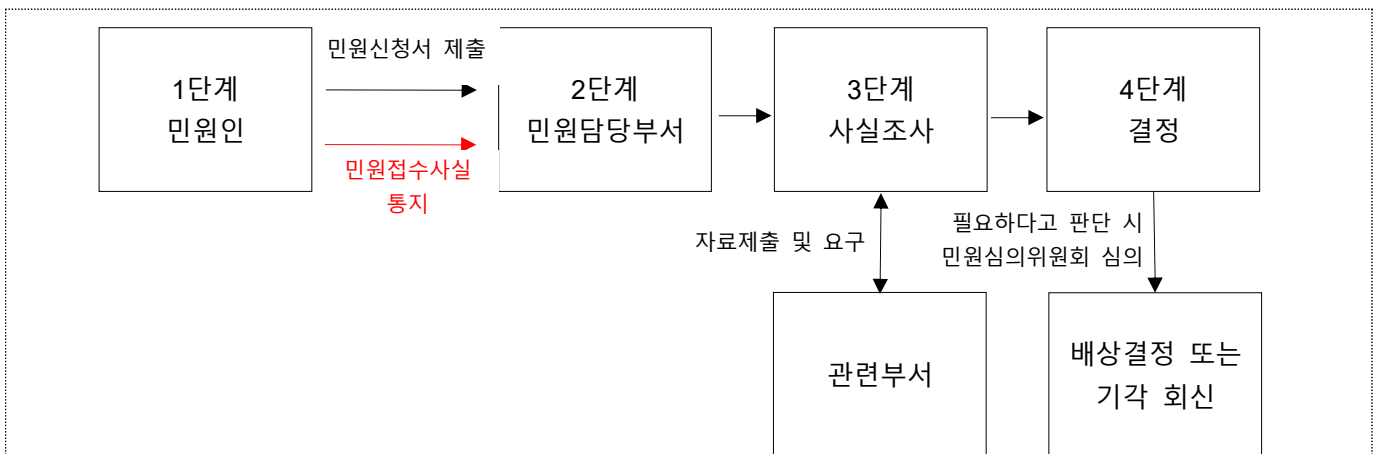 민원신청서 제출
1단계
민원인
2단계
민원담당부서
3단계
사실조사
4단계
결정
민원접수사실
통지
자료제출 및 요구
필요하다고 판단 시
민원심의위원회 심의
관련부서
배상결정 또는
기각 회신